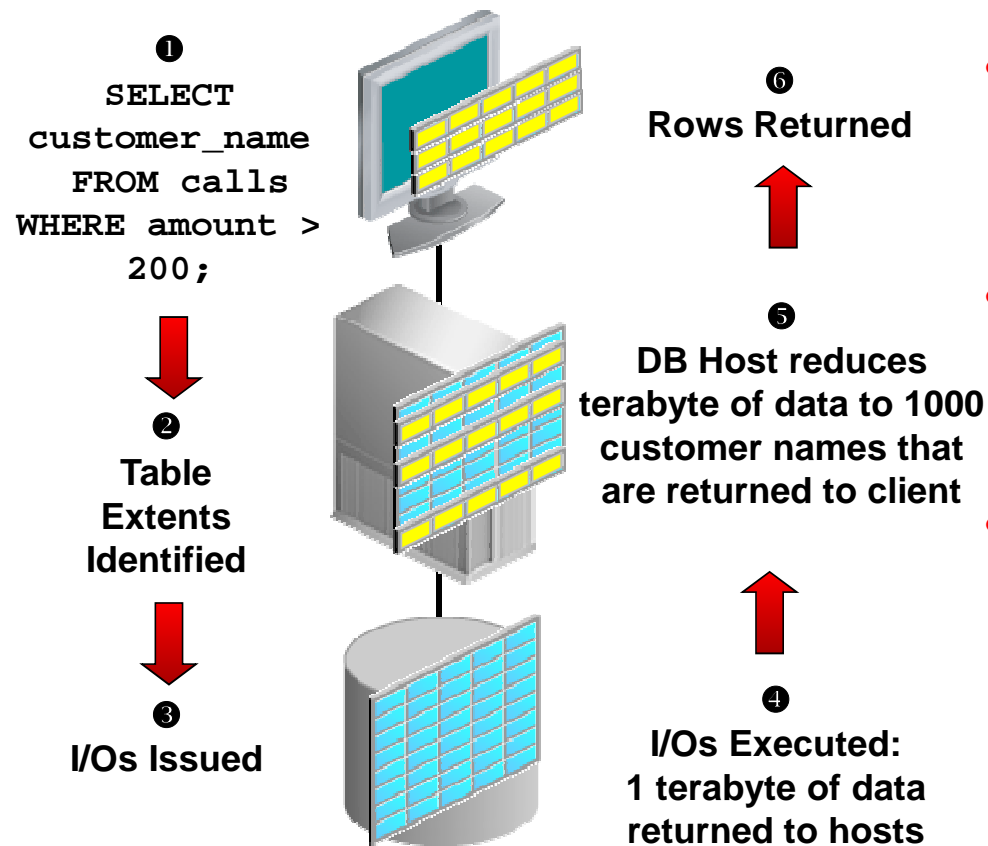 ❶
SELECT
customer_name
FROM calls
WHERE amount >
200;
❷
Table
Extents
Identified
❸
I/Os Issued
❹
I/Os Executed:
1 terabyte of data
returned to hosts
❺
DB Host reduces
terabyte of data to 1000
customer names that
are returned to client
❻
Rows Returned